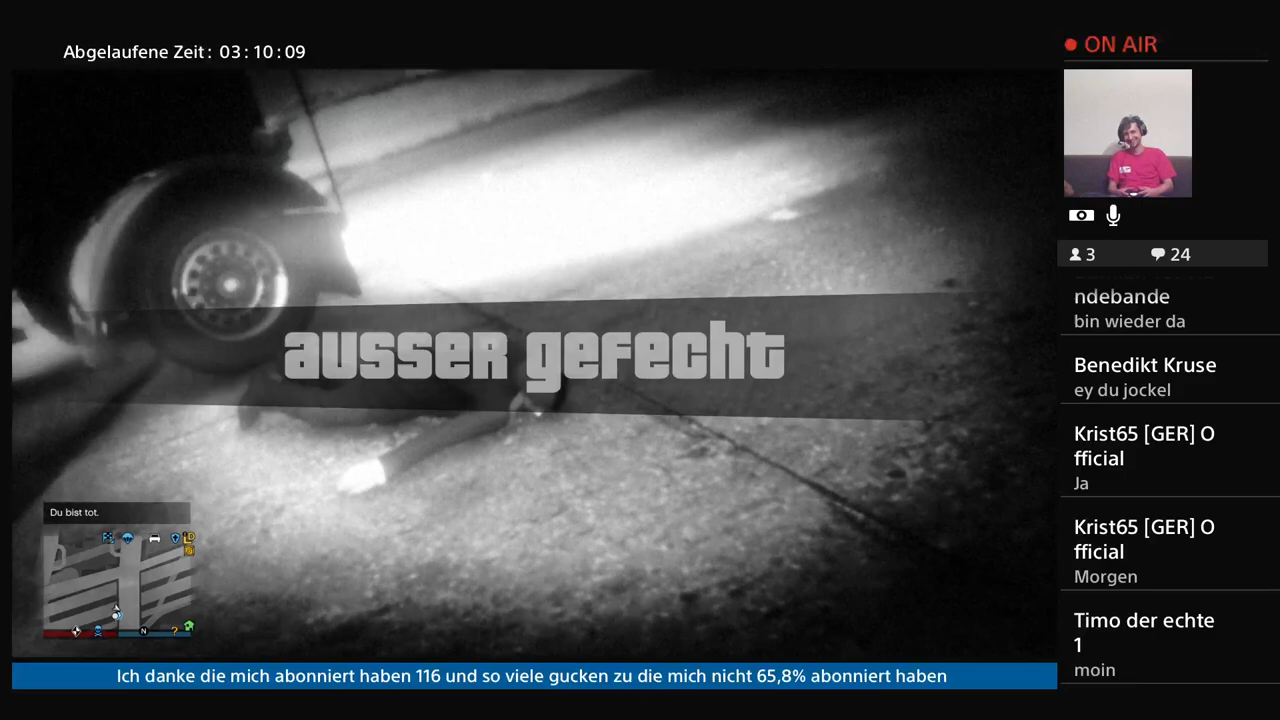 Abgelaufene Zeit: 03:10:09
ON AIR
3 24
ndebande
bin wieder da
Benedikt Kruse
ey du jockel
Krist65 [GER] O
fficial
Ja
Krist65 [GER] O
fficial
Morgen
Timo der echte
1
moin
ausser gefecht
Du bist tot.
N
?
Ich danke die mich abonniert haben 116 und so viele gucken zu die mich nicht 65,8% abonniert haben